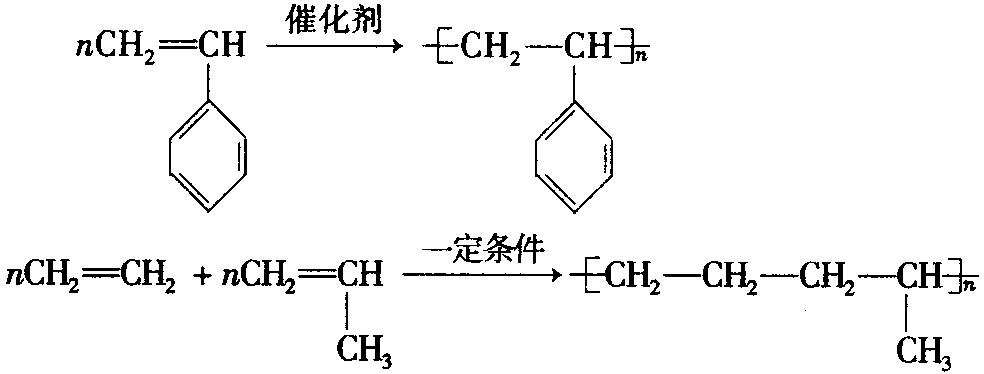 催化剂
nCH₂=CH → -[CH₂—CH]ₙ-
一定条件
nCH₂=CH₂ + nCH₂=CH → -[CH₂—CH₂—CH₂—CH]ₙ-
CH₃ CH₃